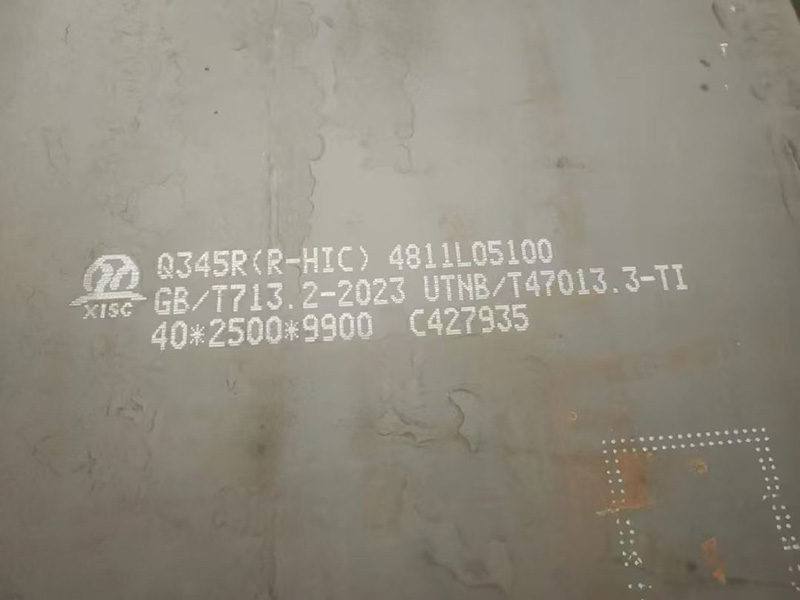 Q345R(R-HIC) 4811L05100
GB/T713.2-2023 UTNB/T47013.3-TI
XISC
40*2500*9900 C427935